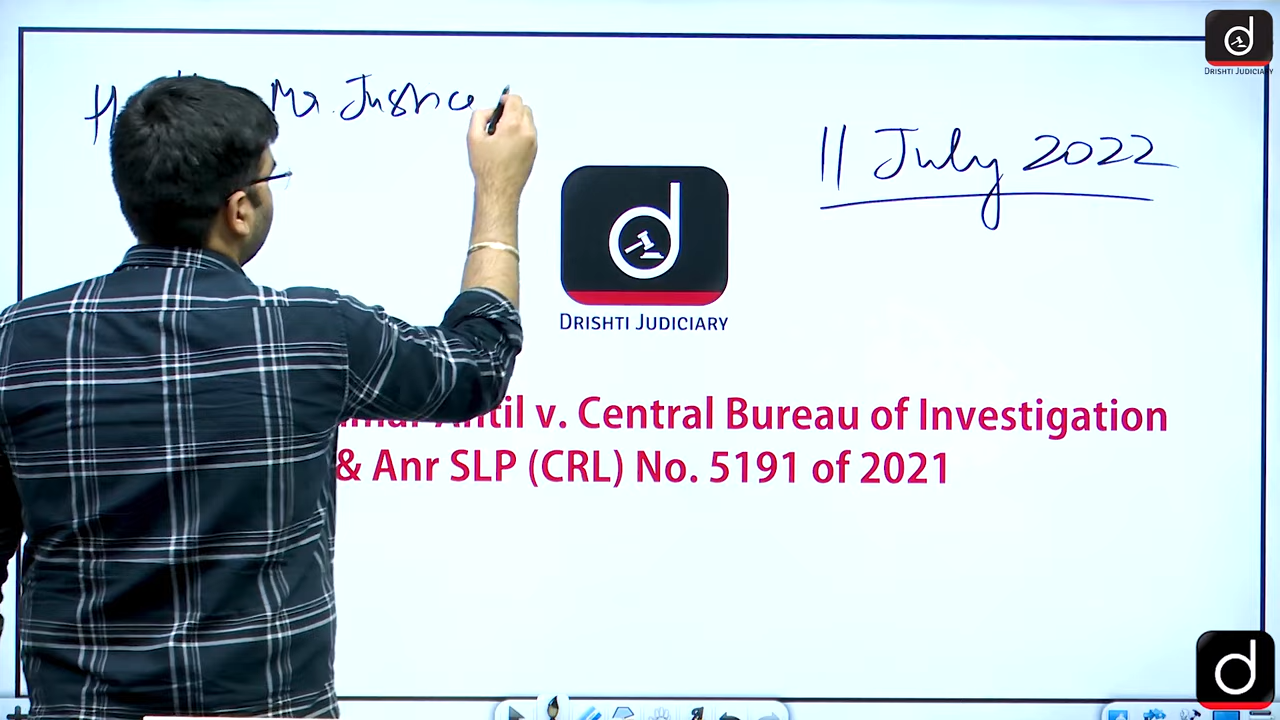 Mr. Justice
11 July 2022
d
DRISHTI JUDICIARY
d
DRISHTI JUDICIARY
Antil v. Central Bureau of Investigation
& Anr SLP (CRL) No. 5191 of 2021
d